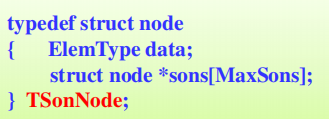 typedef struct node
{ ElemType data;
struct node *sons[MaxSons];
} TSonNode;